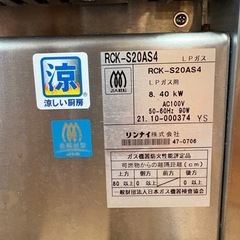 RCK-S20AS4 LPガス
RCK-S20AS4
LPガス用
8.40 kW
AC100V
50-60Hz 90W
21.10-000374 YS
リンナイ株式会社
47-0706
涼
涼しい厨房
ガス機器防火性能評定品
可燃物からの離隔距離(cm)
上方 側方 前方 後方
一般財団法人日本ガス機器検査協会